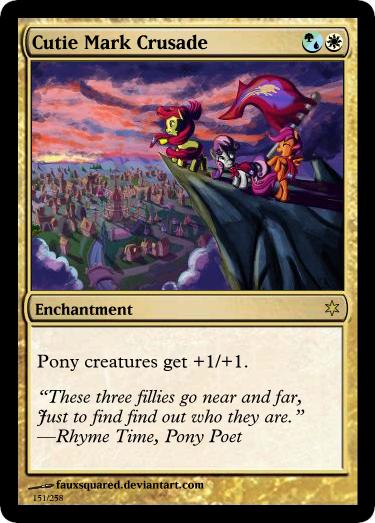 Cutie Mark Crusade
Enchantment
Pony creatures get +1/+1.
“These three fillies go near and far,
Just to find find out who they are.”
—Rhyme Time, Pony Poet
fauxsquared.deviantart.com
151/258